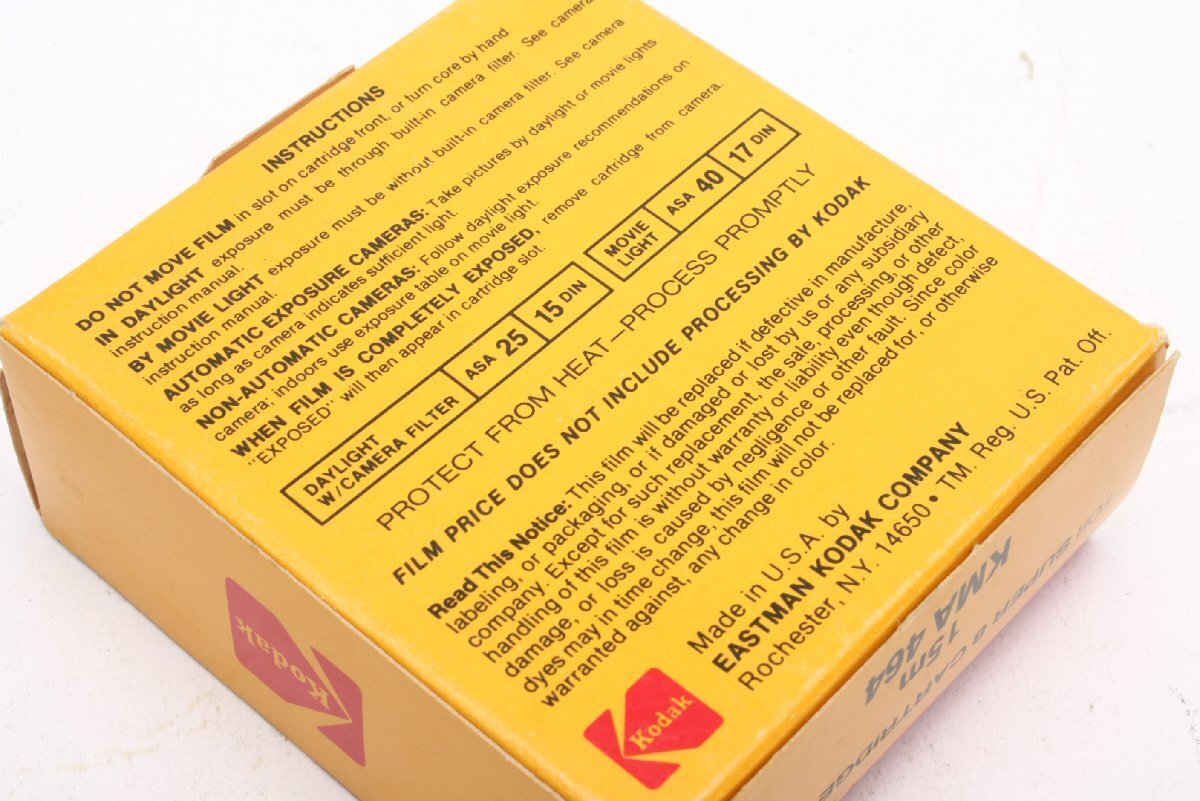 INSTRUCTIONS
DO NOT MOVE FILM in slot on cartridge front, or turn core by hand
IN DAYLIGHT exposure must be through built-in camera filter. See camera
instruction manual.
BY MOVIE LIGHT exposure must be without built-in camera filter. See camera
instruction manual.
AUTOMATIC EXPOSURE CAMERAS: Take pictures by daylight or movie lights
as long as camera indicates sufficient light.
NON-AUTOMATIC CAMERAS: Follow daylight exposure recommendations on
camera; indoors use exposure table on movie light.
WHEN FILM IS COMPLETELY EXPOSED, remove cartridge from camera.
"EXPOSED" will then appear in cartridge slot.
DAYLIGHT
W/CAMERA FILTER
ASA 25
15 DIN
MOVIE
LIGHT
ASA 40
17 DIN
PROTECT FROM HEAT—PROCESS PROMPTLY
FILM PRICE DOES NOT INCLUDE PROCESSING BY KODAK
Read This Notice: This film will be replaced if defective in manufacture,
labeling, or packaging, or if damaged or lost by us or any subsidiary
company. Except for such replacement, the sale, processing, or other
handling of this film is without warranty or liability even though defect,
damage, or loss is caused by negligence or other fault. Since color
dyes may in time change, this film will not be replaced for, or otherwise
warranted against, any change in color.
Made in U.S.A. by
EASTMAN KODAK COMPANY
Rochester, N.Y. 14650 • TM. Reg. U.S. Pat. Off.
Kodak
Kodak
Kodak
KMA 464
15m
FOR SUPER 8 CARTRIDGE